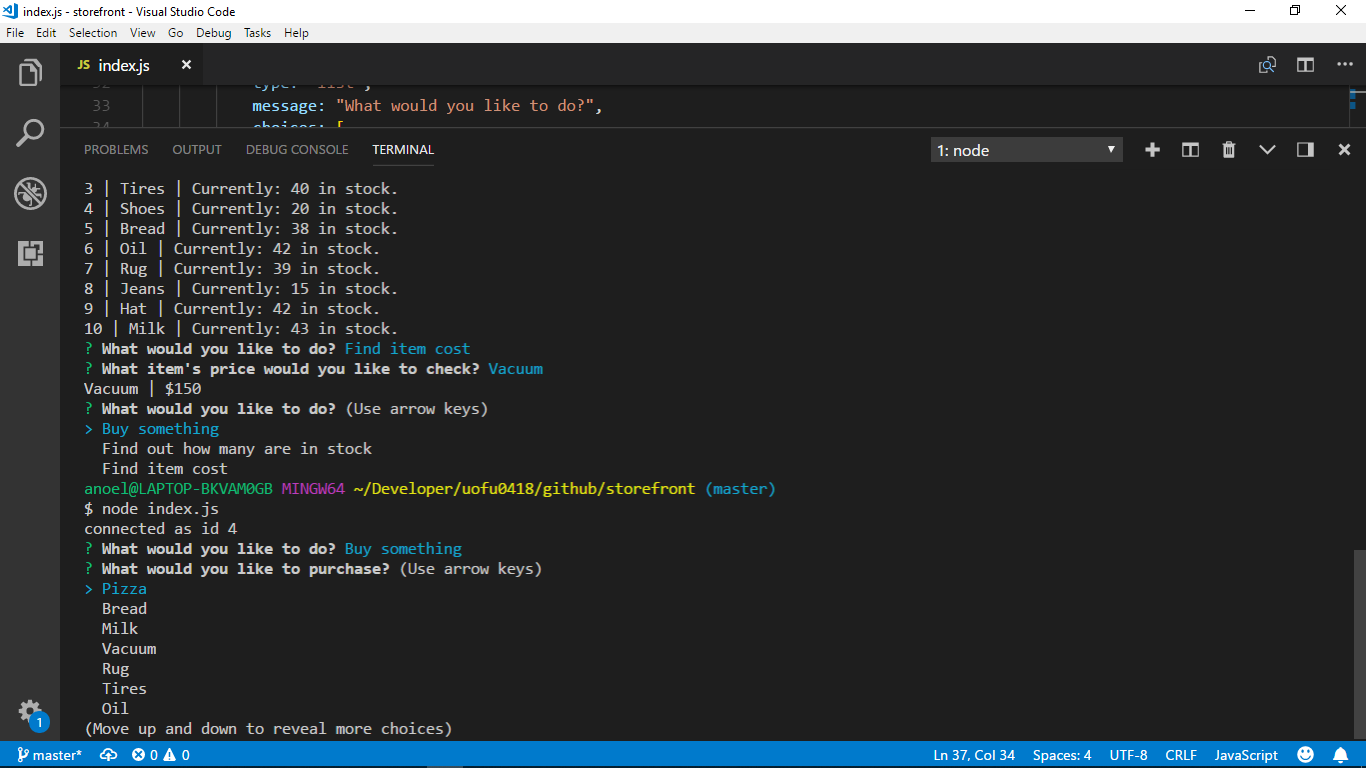 index.js - storefront - Visual Studio Code
File Edit Selection View Go Debug Tasks Help
JS index.js
32 type: "list",
33 message: "What would you like to do?",
34 choices: [
PROBLEMS OUTPUT DEBUG CONSOLE TERMINAL 1: node
3 | Tires | Currently: 40 in stock.
4 | Shoes | Currently: 20 in stock.
5 | Bread | Currently: 38 in stock.
6 | Oil | Currently: 42 in stock.
7 | Rug | Currently: 39 in stock.
8 | Jeans | Currently: 15 in stock.
9 | Hat | Currently: 42 in stock.
10 | Milk | Currently: 43 in stock.
? What would you like to do? Find item cost
? What item's price would you like to check? Vacuum
Vacuum | $150
? What would you like to do? (Use arrow keys)
> Buy something
Find out how many are in stock
Find item cost
anoel@LAPTOP-BKVAM0GB MINGW64 ~/Developer/uofu0418/github/storefront (master)
$ node index.js
connected as id 4
? What would you like to do? Buy something
? What would you like to purchase? (Use arrow keys)
> Pizza
Bread
Milk
Vacuum
Rug
Tires
Oil
(Move up and down to reveal more choices)
1
master* 0 0 Ln 37, Col 34 Spaces: 4 UTF-8 CRLF JavaScript